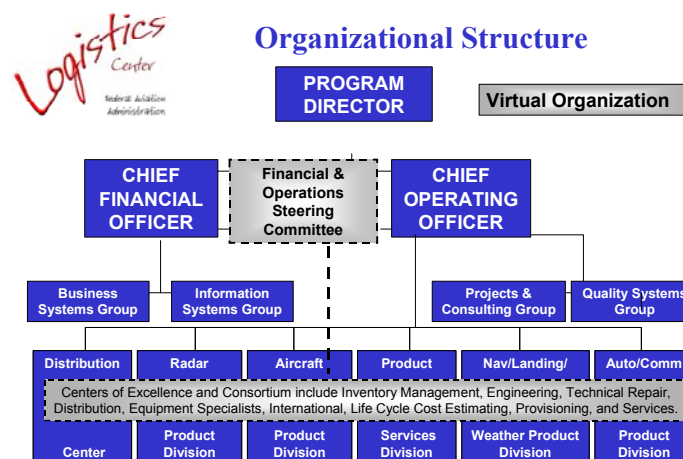 Logistics
Center
Federal Aviation
Administration
Organizational Structure
PROGRAM
DIRECTOR
Virtual Organization
CHIEF
FINANCIAL
OFFICER
Financial &
Operations
Steering
Committee
CHIEF
OPERATING
OFFICER
Business
Systems Group
Information
Systems Group
Projects &
Consulting Group
Quality Systems
Group
Distribution
Radar
Aircraft
Product
Nav/Landing/
Auto/Comm
Centers of Excellence and Consortium include Inventory Management, Engineering, Technical Repair,
Distribution, Equipment Specialists, International, Life Cycle Cost Estimating, Provisioning, and Services.
Center
Product
Division
Product
Division
Services
Division
Weather Product
Division
Product
Division